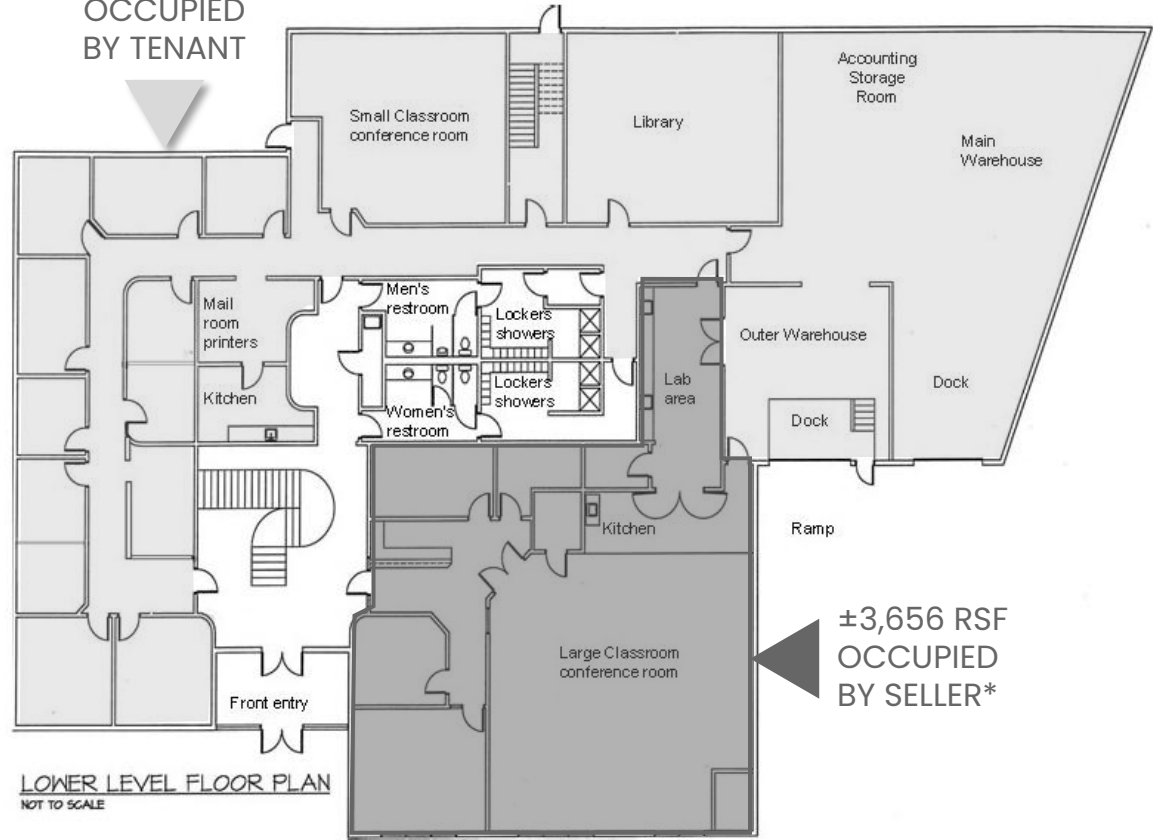 OCCUPIED
BY TENANT
Small Classroom
conference room
Library
Accounting
Storage
Room
Main
Warehouse
Men's
restroom
Lockers
showers
Mail
room
printers
Outer Warehouse
Lab
area
Kitchen
Lockers
showers
Dock
Women's
restroom
Dock
Kitchen
Ramp
±3,656 RSF
OCCUPIED
BY SELLER*
Large Classroom
conference room
Front entry
LOWER LEVEL FLOOR PLAN
NOT TO SCALE